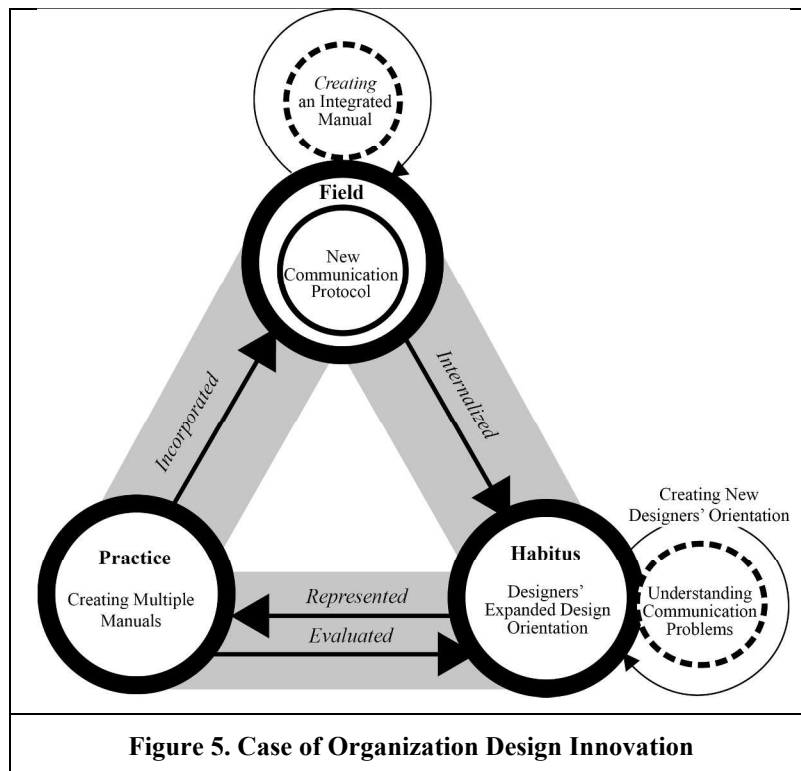 Creating
an Integrated
Manual
Field
New
Communication
Protocol
Incorporated
Internalized
Practice
Creating Multiple
Manuals
Represented
Evaluated
Habitus
Designers’
Expanded Design
Orientation
Creating New
Designers’ Orientation
Understanding
Communication
Problems
Figure 5. Case of Organization Design Innovation